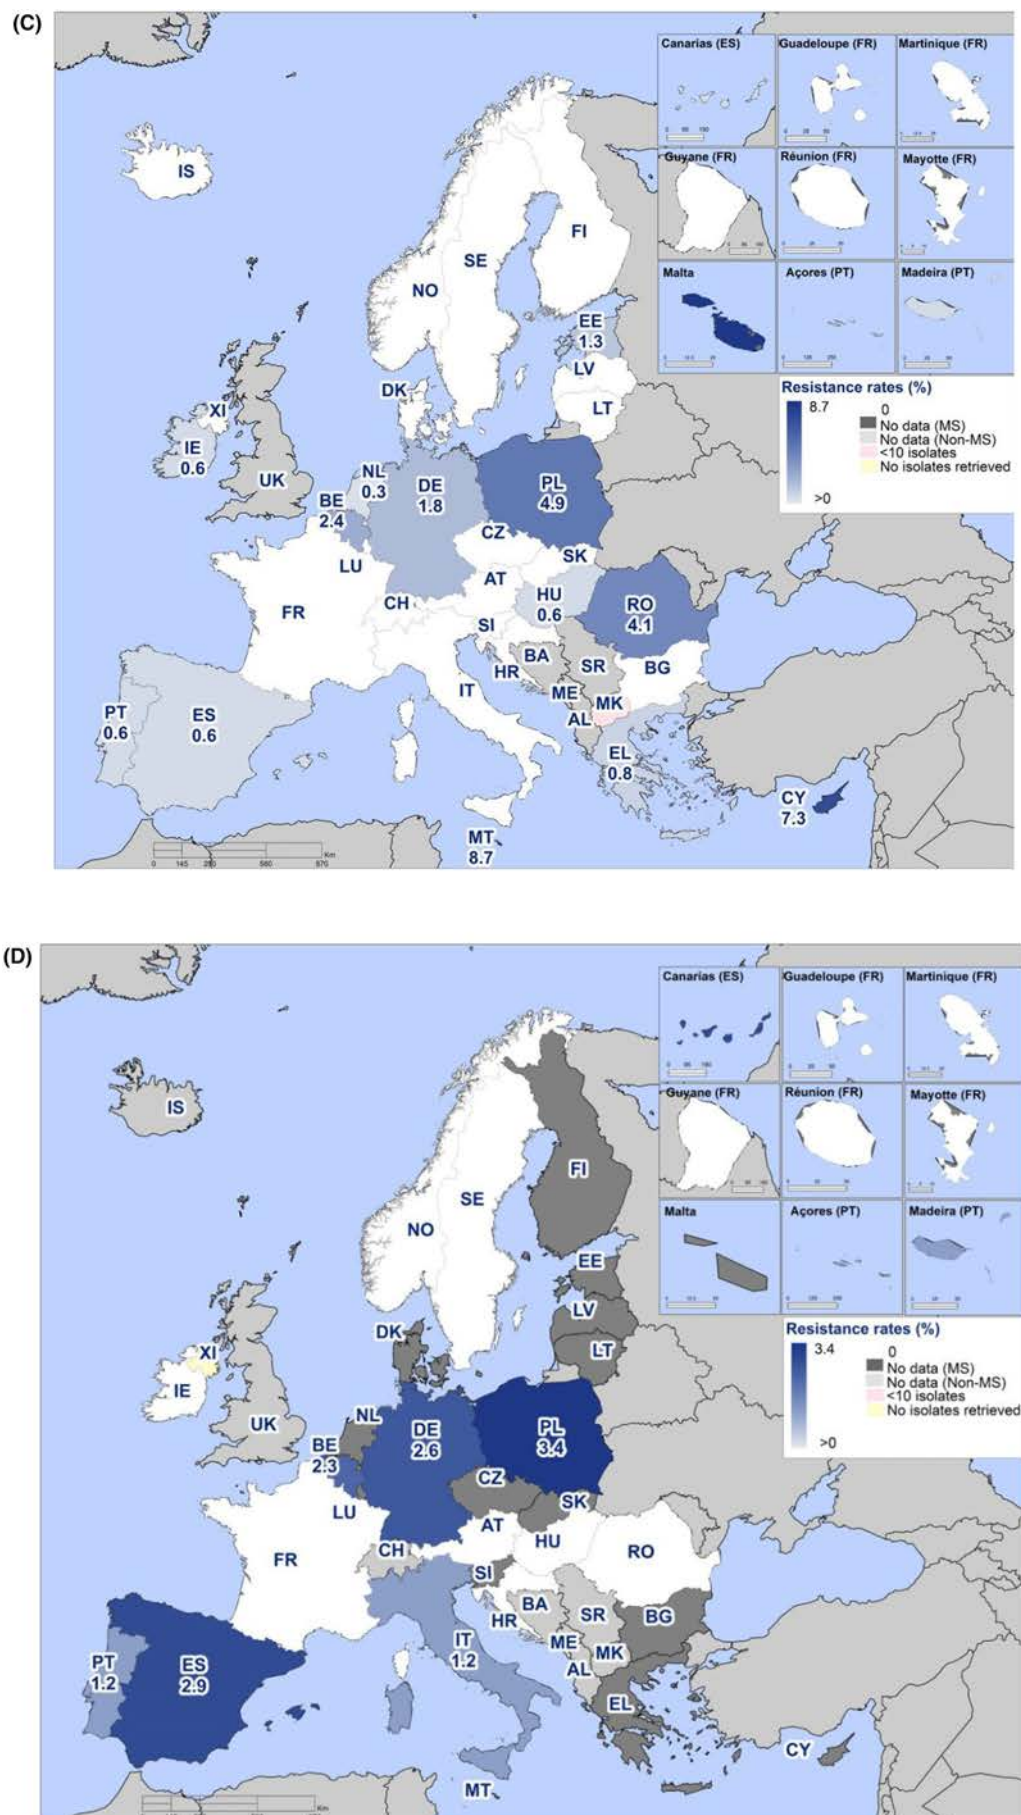 (C)
Canarias (ES)
Guadeloupe (FR)
Martinique (FR)
Guyane (FR)
Réunion (FR)
Mayotte (FR)
Malta
Açores (PT)
Madeira (PT)
Resistance rates (%)
8.7
>0
0
No data (MS)
No data (Non-MS)
<10 isolates
No isolates retrieved
IS
FI
SE
NO
EE
1.3
LV
LT
DK
XI
IE
0.6
UK
NL
0.3
DE
1.8
PL
4.9
BE
2.4
CZ
SK
LU
AT
HU
0.6
CH
FR
RO
4.1
SI
BA
SR
BG
HR
IT
ME
MK
AL
PT
0.6
ES
0.6
EL
0.8
CY
7.3
MT
8.7
Km
(D)
Canarias (ES)
Guadeloupe (FR)
Martinique (FR)
Guyane (FR)
Réunion (FR)
Mayotte (FR)
Malta
Açores (PT)
Madeira (PT)
Resistance rates (%)
3.4
>0
0
No data (MS)
No data (Non-MS)
<10 isolates
No isolates retrieved
IS
FI
SE
NO
EE
LV
LT
DK
XI
IE
UK
NL
DE
2.6
PL
3.4
BE
2.3
CZ
SK
LU
AT
HU
CH
FR
RO
SI
BA
SR
BG
HR
IT
1.2
ME
MK
AL
PT
1.2
ES
2.9
EL
CY
MT
Km